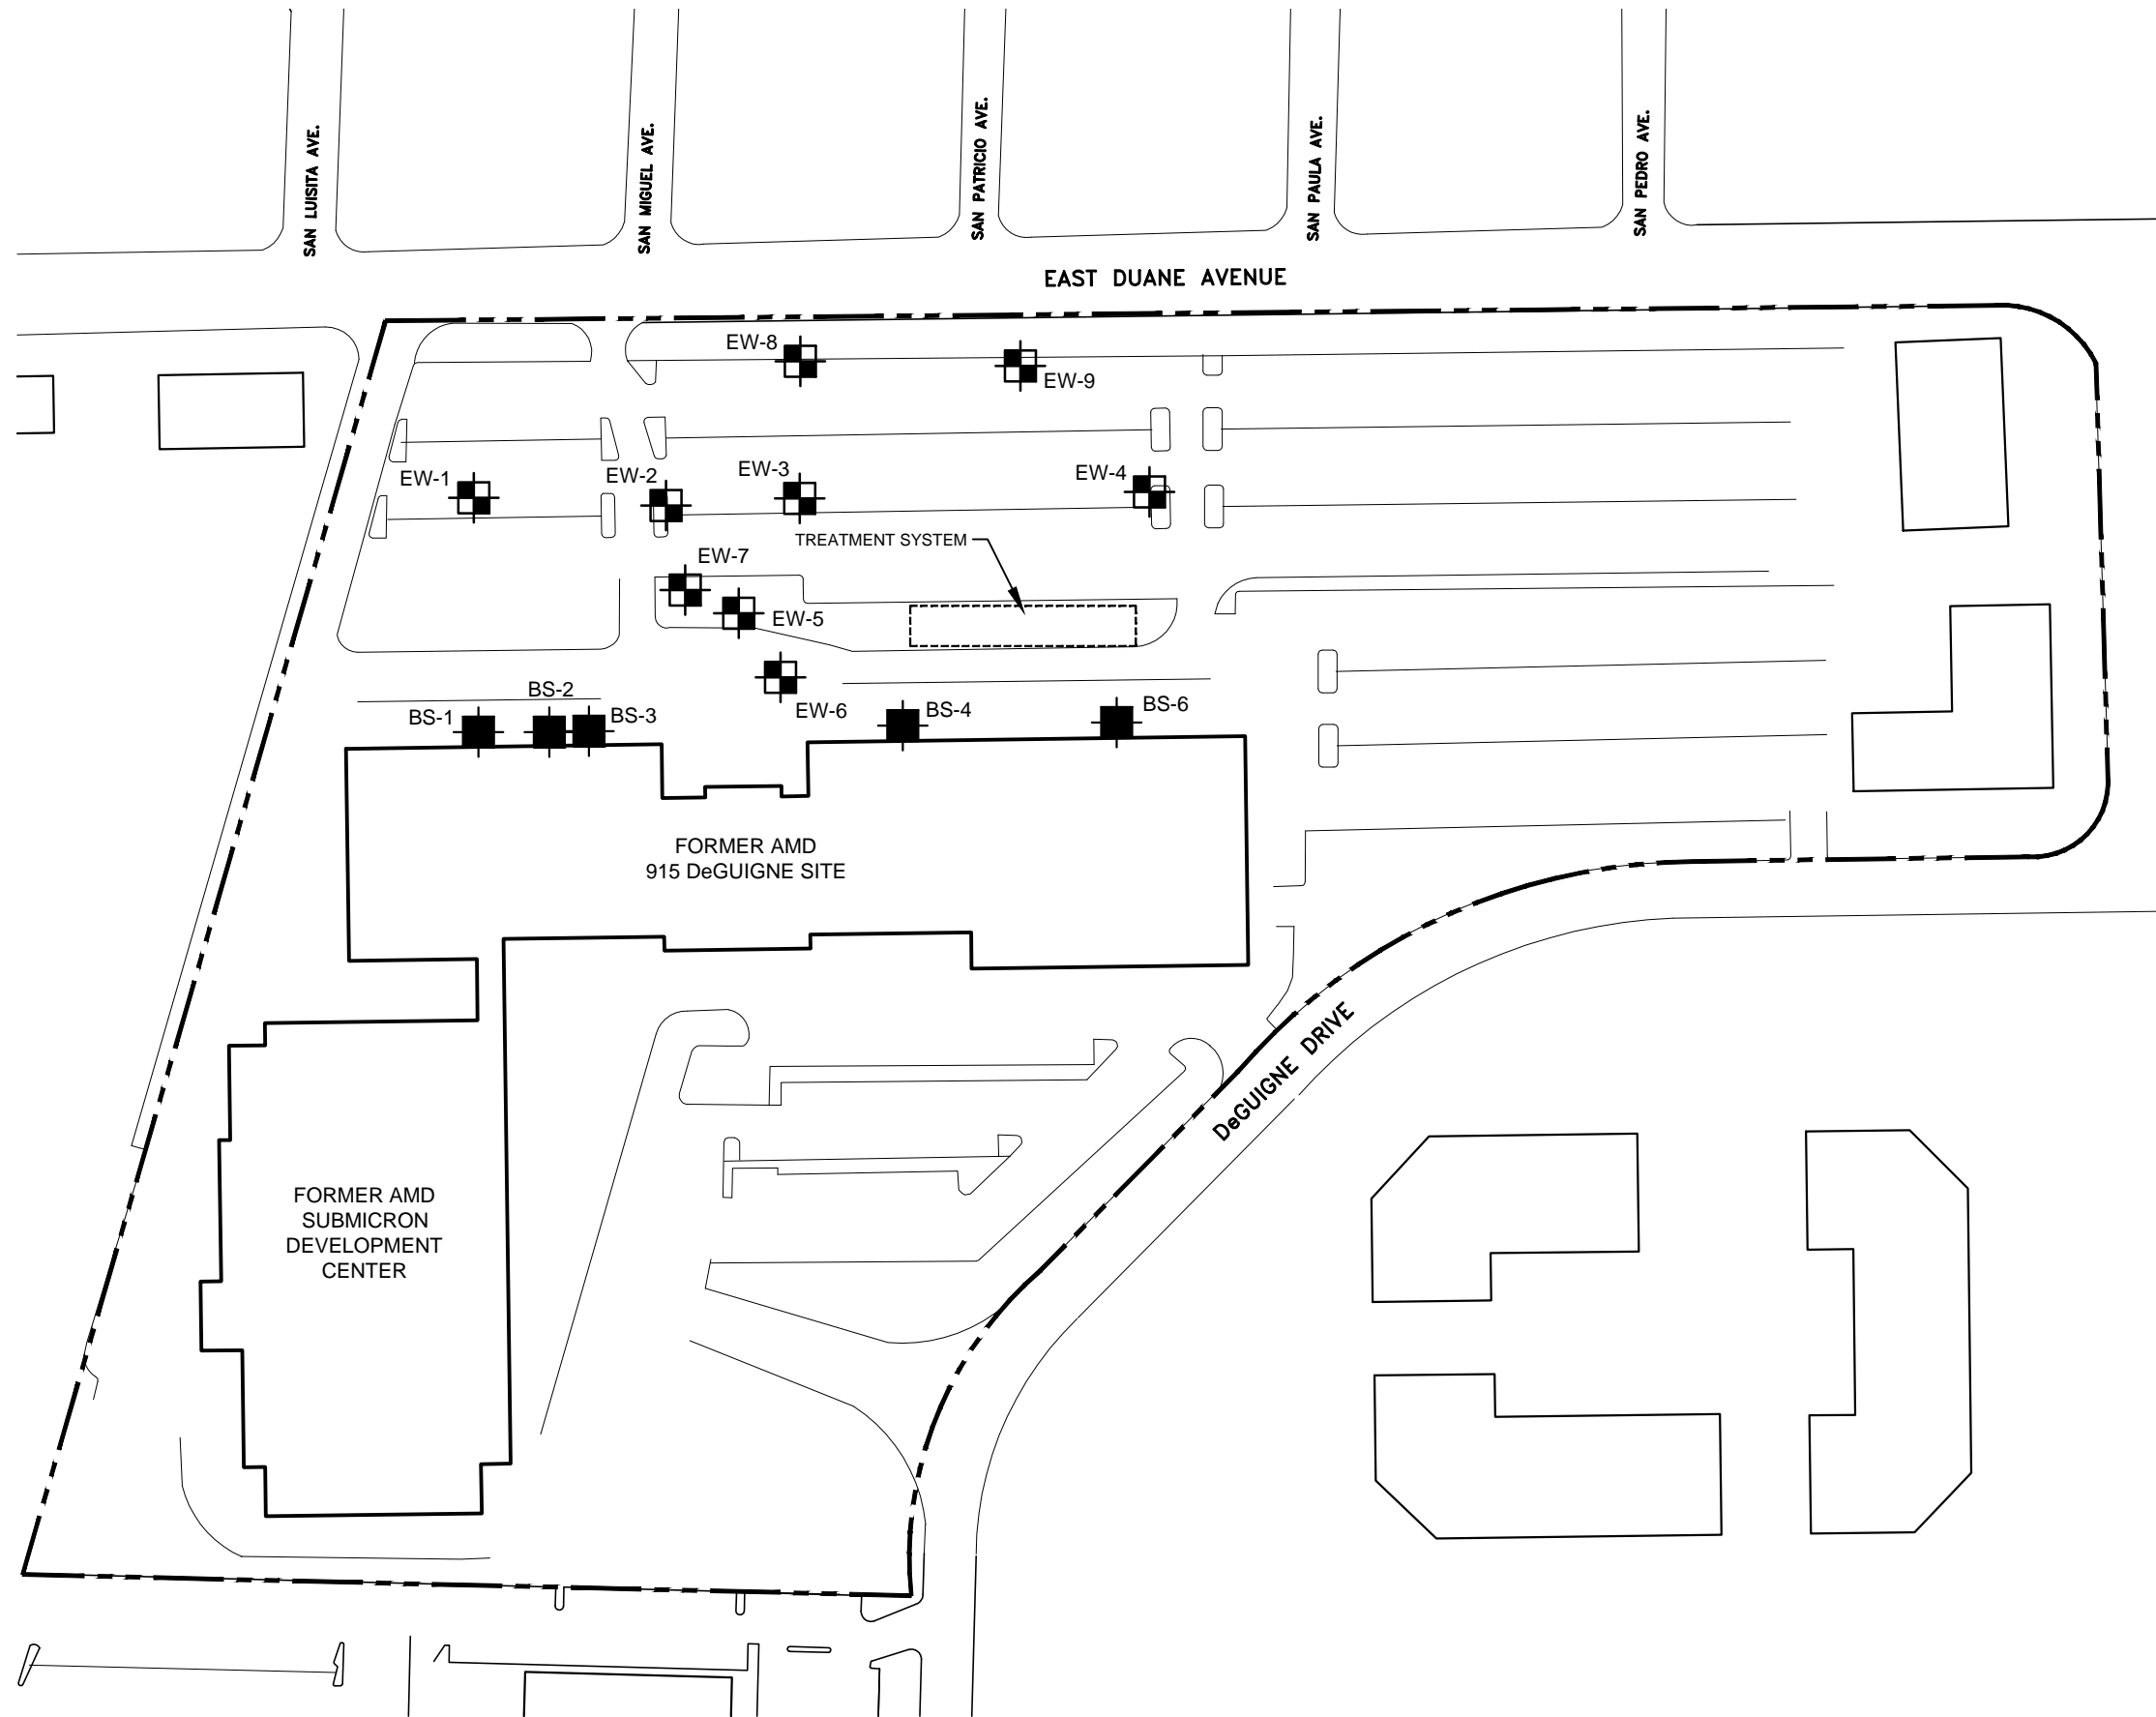 SAN LUISITA AVE.
SAN MIGUEL AVE.
SAN PATRICIO AVE.
SAN PAULA AVE.
SAN PEDRO AVE.
EAST DUANE AVENUE
EW-8
EW-9
EW-1
EW-2
EW-3
EW-4
TREATMENT SYSTEM
EW-7
EW-5
BS-2
BS-1
BS-3
EW-6
BS-4
BS-6
FORMER AMD
915 DeGUIGNE SITE
DeGUIGNE DRIVE
FORMER AMD
SUBMICRON
DEVELOPMENT
CENTER